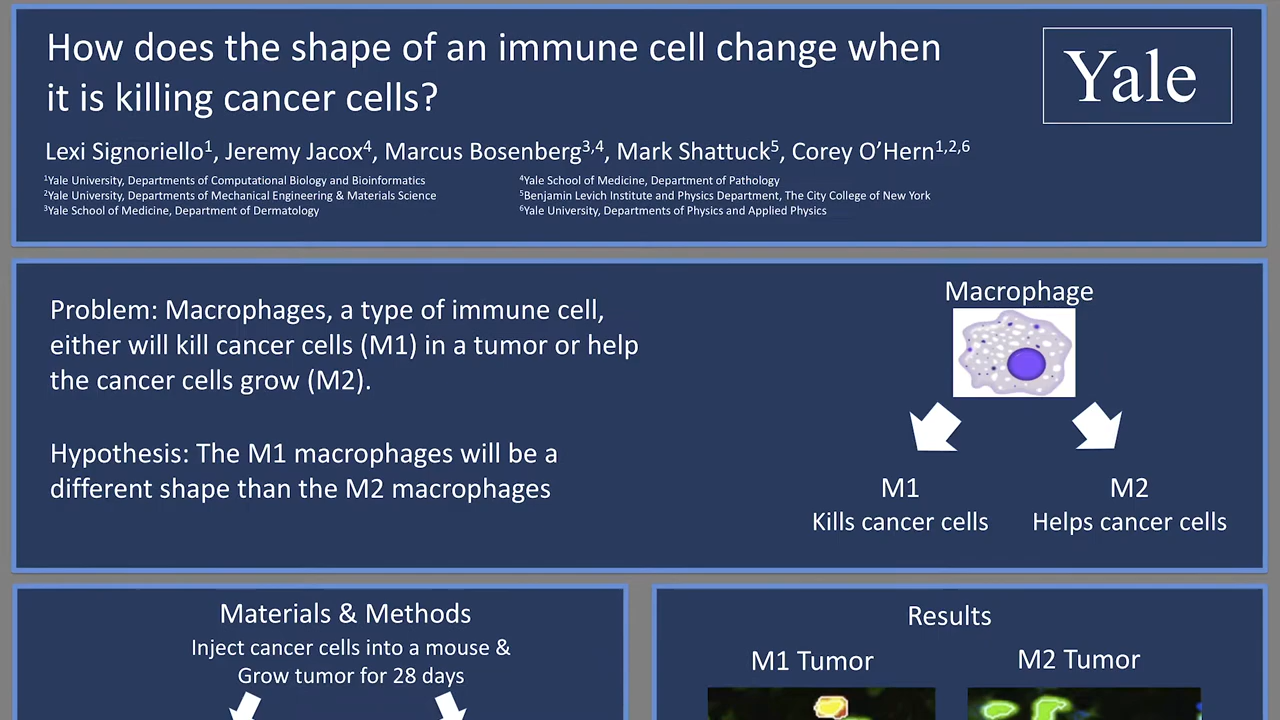 How does the shape of an immune cell change when
it is killing cancer cells?
Yale
Lexi Signoriello¹, Jeremy Jacox⁴, Marcus Bosenberg³,⁴, Mark Shattuck⁵, Corey O’Hern¹,²,⁶
¹Yale University, Departments of Computational Biology and Bioinformatics
²Yale University, Departments of Mechanical Engineering & Materials Science
³Yale School of Medicine, Department of Dermatology
⁴Yale School of Medicine, Department of Pathology
⁵Benjamin Levich Institute and Physics Department, The City College of New York
⁶Yale University, Departments of Physics and Applied Physics
Problem: Macrophages, a type of immune cell,
either will kill cancer cells (M1) in a tumor or help
the cancer cells grow (M2).
Hypothesis: The M1 macrophages will be a
different shape than the M2 macrophages
Macrophage
M1
Kills cancer cells
M2
Helps cancer cells
Materials & Methods
Inject cancer cells into a mouse &
Grow tumor for 28 days
Results
M1 Tumor
M2 Tumor